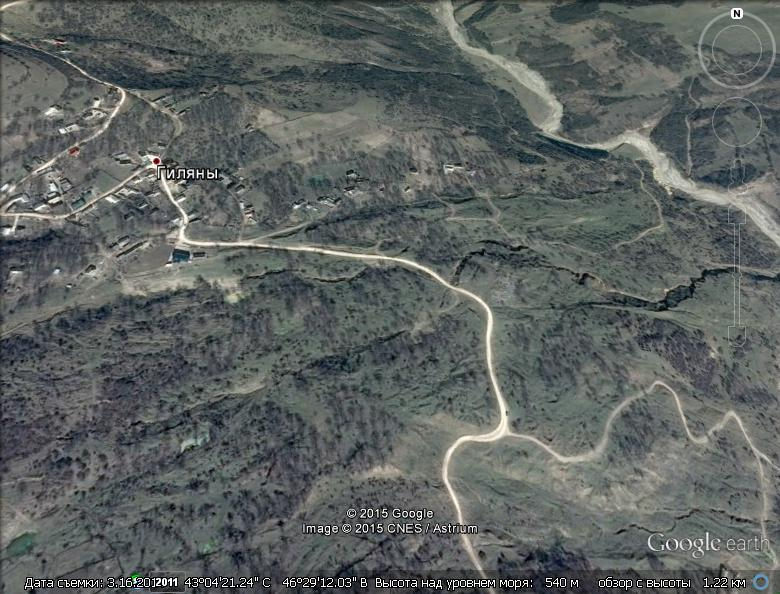 N
Гиляны
© 2015 Google
Image © 2015 CNES / Astrium
Google earth
Дата съемки: 3.16.201 2011 43°04'21.24" С 46°29'12.03" В Высота над уровнем моря: 540 м обзор с высоты 1.22 км